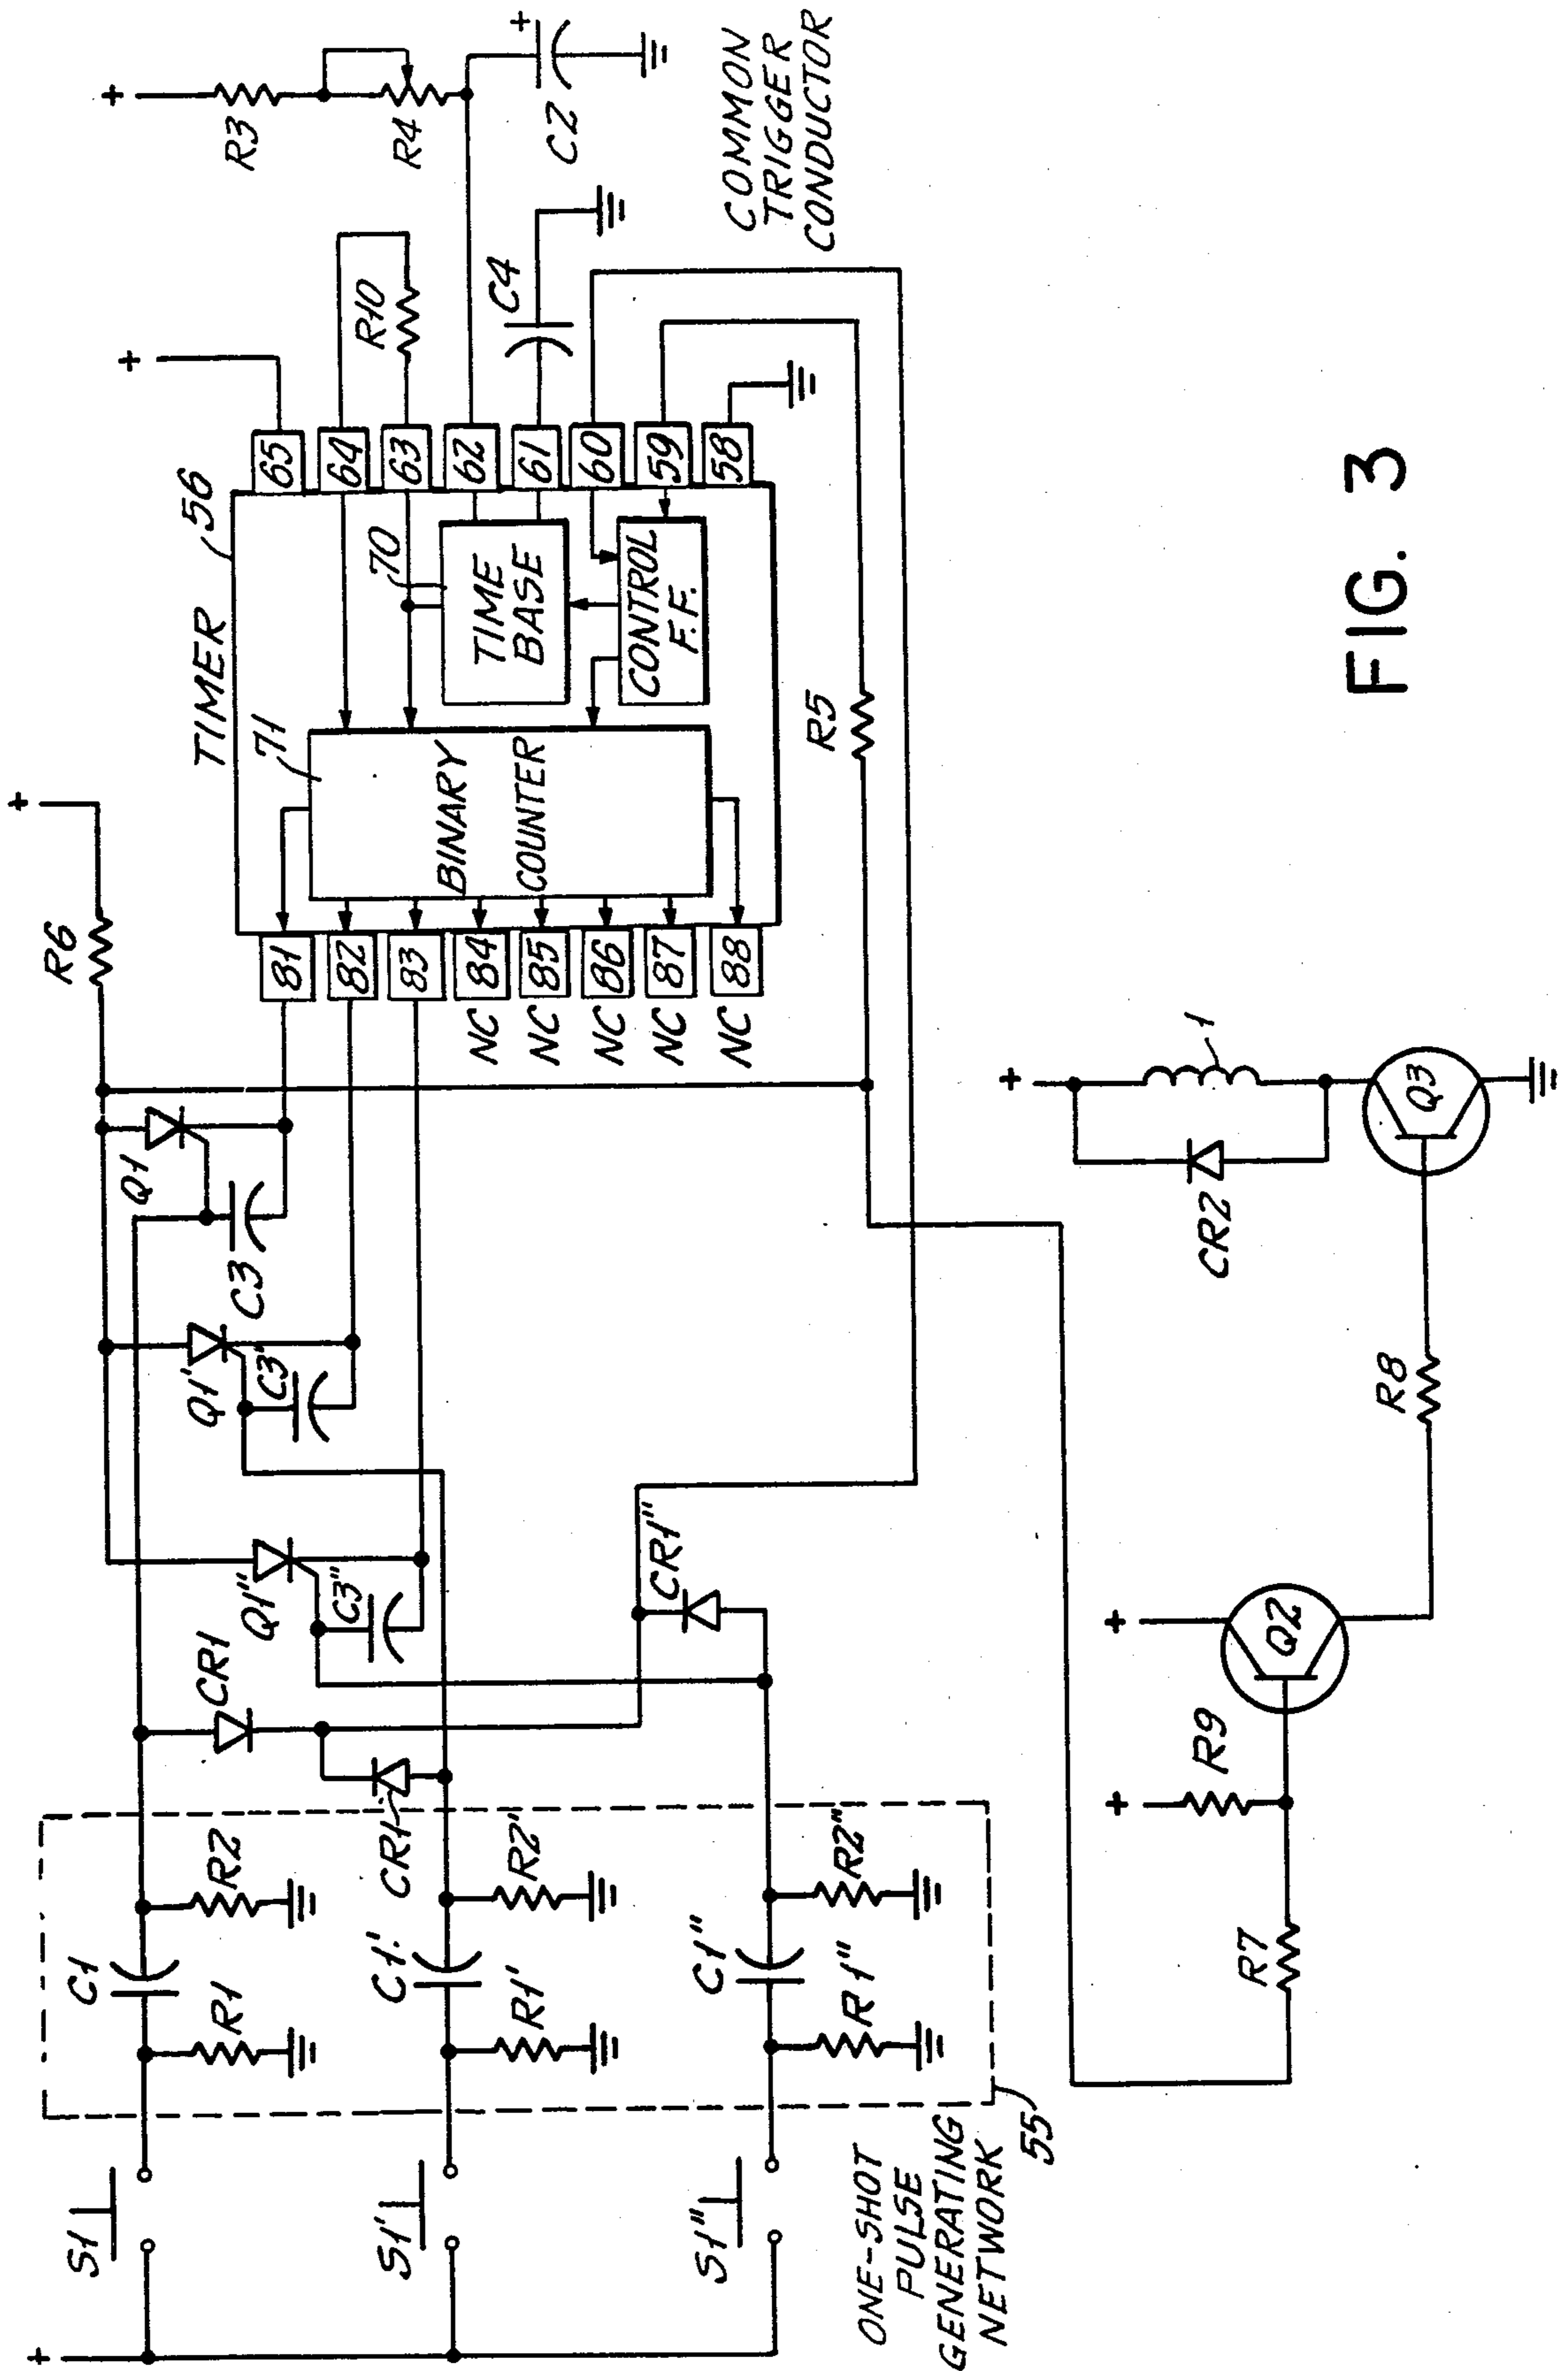 +
S1
S1'
S1"
ONE-SHOT
PULSE
GENERATING
NETWORK
55
C1
R1
R2
C1'
R1'
R2'
C1"
R1"
R2"
CR1
CR1'
CR1"
Q1"
C3"
Q1'
C3'
Q1
C3
R6
+
TIMER
56
81
82
83
NC 84
NC 85
NC 86
NC 87
NC 88
71
BINARY
COUNTER
70
TIME
BASE
CONTROL
F.F.
65
64
63
62
61
60
59
58
+
R10
C4
+
R3
R4
+
C2
COMMON
TRIGGER
CONDUCTOR
R5
R7
+
R9
+
Q2
R8
+
CR2
1
Q3
FIG. 3